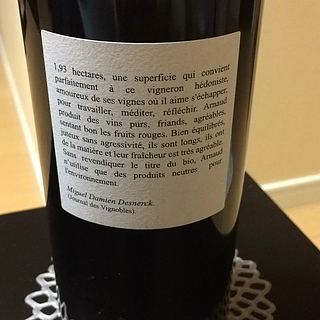 1,93 hectares, une superficie qui convient
parfaitement à ce vigneron hédoniste,
amoureux de ses vignes où il aime s'échapper,
pour travailler, méditer, réfléchir. Arnaud
produit des vins purs, friands, agréables,
sentant bon les fruits rouges. Bien équilibrés,
juteux sans agressivité, ils sont longs, ils ont
de la matière et leur fraîcheur est très agréable.
Sans revendiquer le titre du bio, Arnaud
n'utilise que des produits neutres pour
l'environnement.
Miguel Damien Desnerck.
(Journal des Vignobles).